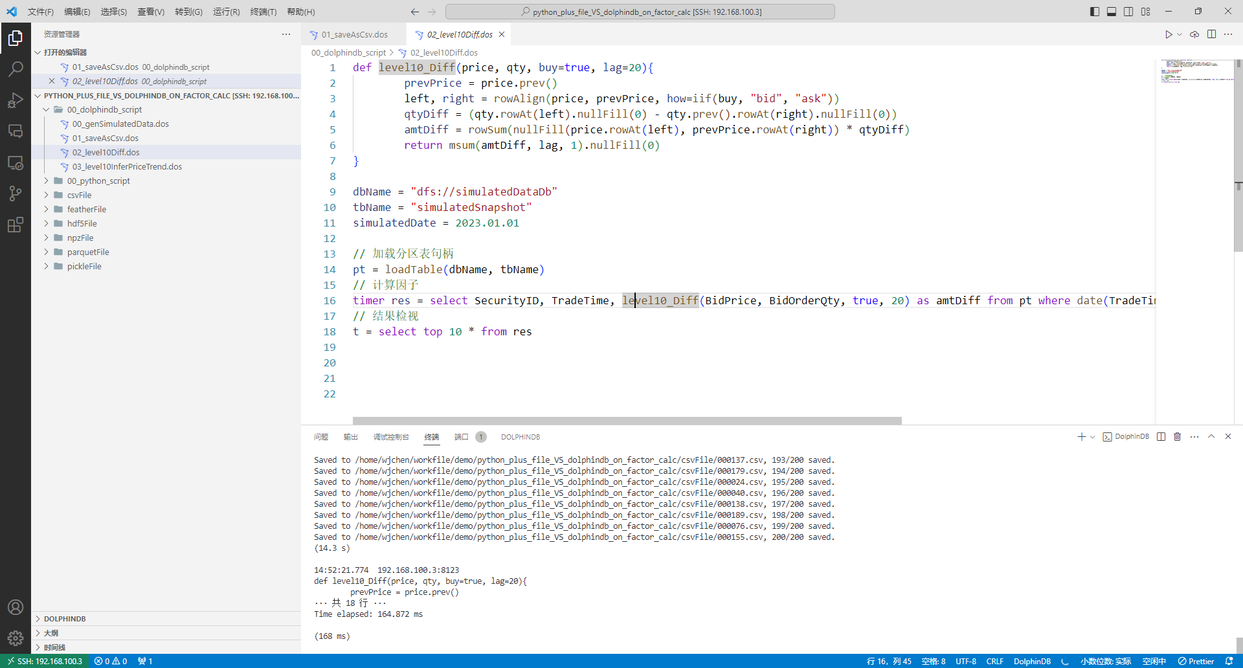 文件(F) 编辑(E) 选择(S) 查看(V) 转到(G) 运行(R) 终端(T) 帮助(H)
python_plus_file_VS_dolphindb_on_factor_calc [SSH: 192.168.100.3]
资源管理器
打开的编辑器
01_saveAsCsv.dos 00_dolphindb_script
02_level10Diff.dos 00_dolphindb_script
PYTHON_PLUS_FILE_VS_DOLPHINDB_ON_FACTOR_CALC [SSH: 192.168.100...
00_dolphindb_script
00_genSimulatedData.dos
01_saveAsCsv.dos
02_level10Diff.dos
03_level10InferPriceTrend.dos
00_python_script
csvFile
featherFile
hdf5File
npzFile
parquetFile
pickleFile
DOLPHINDB
大纲
时间线
01_saveAsCsv.dos
02_level10Diff.dos
00_dolphindb_script > 02_level10Diff.dos
1 def level10_Diff(price, qty, buy=true, lag=20){
2 prevPrice = price.prev()
3 left, right = rowAlign(price, prevPrice, how=iif(buy, "bid", "ask"))
4 qtyDiff = (qty.rowAt(left).nullFill(0) - qty.prev().rowAt(right).nullFill(0))
5 amtDiff = rowSum(nullFill(price.rowAt(left), prevPrice.rowAt(right)) * qtyDiff)
6 return msum(amtDiff, lag, 1).nullFill(0)
7 }
8
9 dbName = "dfs://simulatedDataDb"
10 tbName = "simulatedSnapshot"
11 simulatedDate = 2023.01.01
12
13 // 加载分区表句柄
14 pt = loadTable(dbName, tbName)
15 // 计算因子
16 timer res = select SecurityID, TradeTime, level10_Diff(BidPrice, BidOrderQty, true, 20) as amtDiff from pt where date(TradeTim
17 // 结果检视
18 t = select top 10 * from res
19
20
21
22
问题 输出 调试控制台 终端 端口 1 DOLPHINDB
DolphinDB
Saved to /home/wjchen/workfile/demo/python_plus_file_VS_dolphindb_on_factor_calc/csvFile/000137.csv, 193/200 saved.
Saved to /home/wjchen/workfile/demo/python_plus_file_VS_dolphindb_on_factor_calc/csvFile/000179.csv, 194/200 saved.
Saved to /home/wjchen/workfile/demo/python_plus_file_VS_dolphindb_on_factor_calc/csvFile/000024.csv, 195/200 saved.
Saved to /home/wjchen/workfile/demo/python_plus_file_VS_dolphindb_on_factor_calc/csvFile/000040.csv, 196/200 saved.
Saved to /home/wjchen/workfile/demo/python_plus_file_VS_dolphindb_on_factor_calc/csvFile/000138.csv, 197/200 saved.
Saved to /home/wjchen/workfile/demo/python_plus_file_VS_dolphindb_on_factor_calc/csvFile/000189.csv, 198/200 saved.
Saved to /home/wjchen/workfile/demo/python_plus_file_VS_dolphindb_on_factor_calc/csvFile/000076.csv, 199/200 saved.
Saved to /home/wjchen/workfile/demo/python_plus_file_VS_dolphindb_on_factor_calc/csvFile/000155.csv, 200/200 saved.
(14.3 s)
14:52:21.774 192.168.100.3:8123
def level10_Diff(price, qty, buy=true, lag=20){
prevPrice = price.prev()
··· 共 18 行 ···
Time elapsed: 164.872 ms
(168 ms)
SSH: 192.168.100.3 0 0 1 行 16，列 45 空格: 8 UTF-8 CRLF DolphinDB 小数位数: 实际 空闲中 Prettier